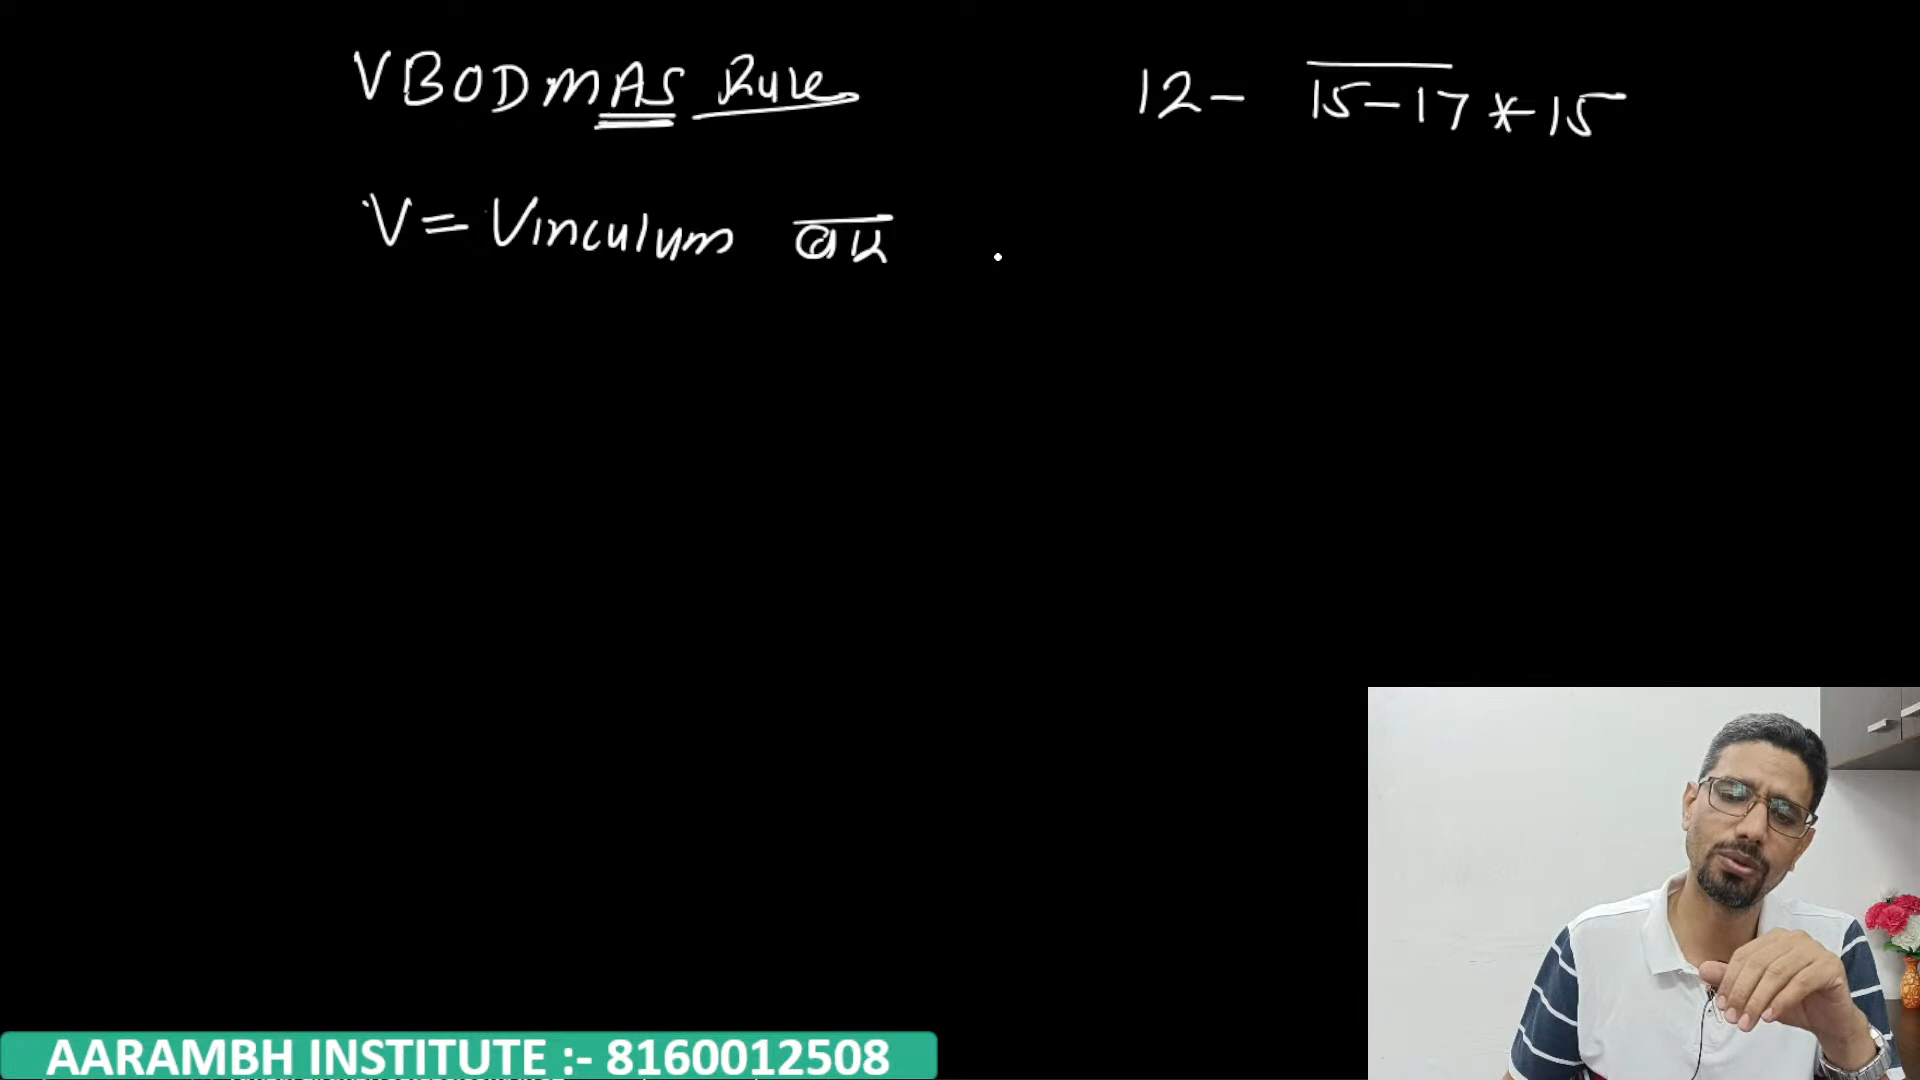 VBODMAS Rule
12 - 15-17 * 15
V = Vinculum
AARAMBH INSTITUTE :- 8160012508